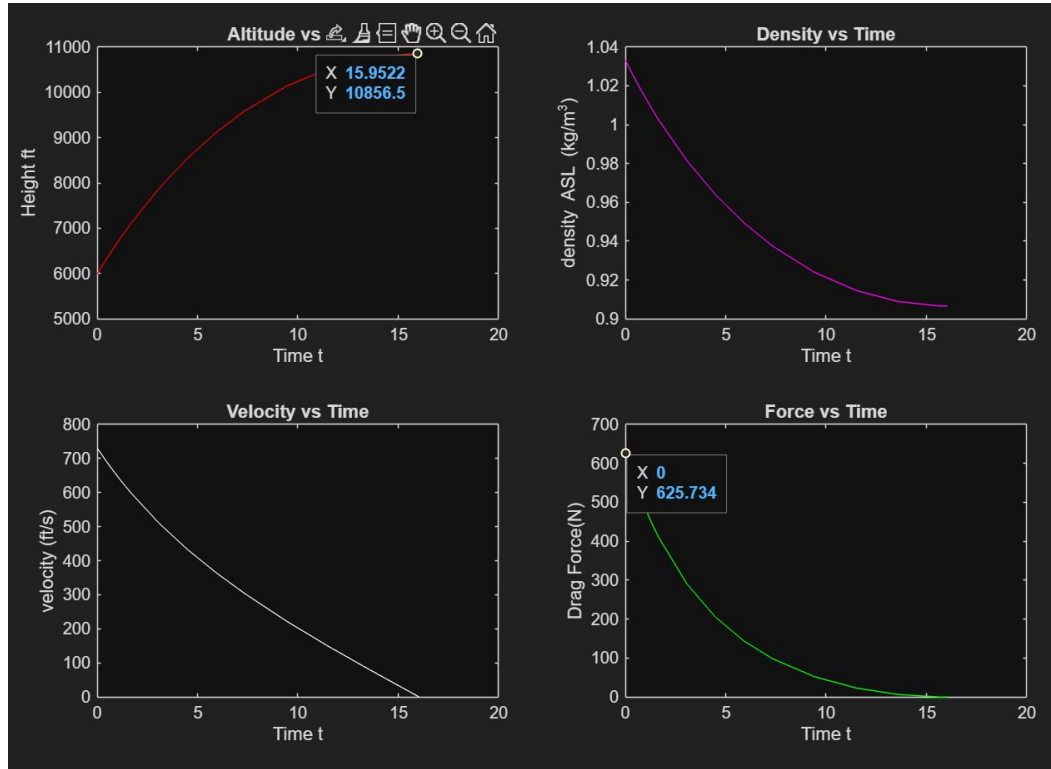 Altitude vs
11000
10000
9000
8000
7000
6000
5000
Height ft
X 15.9522
Y 10856.5
0 5 10 15 20
Time t
Density vs Time
1.04
1.02
1
0.98
0.96
0.94
0.92
0.9
density ASL (kg/m³)
0 5 10 15 20
Time t
Velocity vs Time
800
700
600
500
400
300
200
100
0
velocity (ft/s)
0 5 10 15 20
Time t
Force vs Time
700
600
500
400
300
200
100
0
Drag Force(N)
X 0
Y 625.734
0 5 10 15 20
Time t